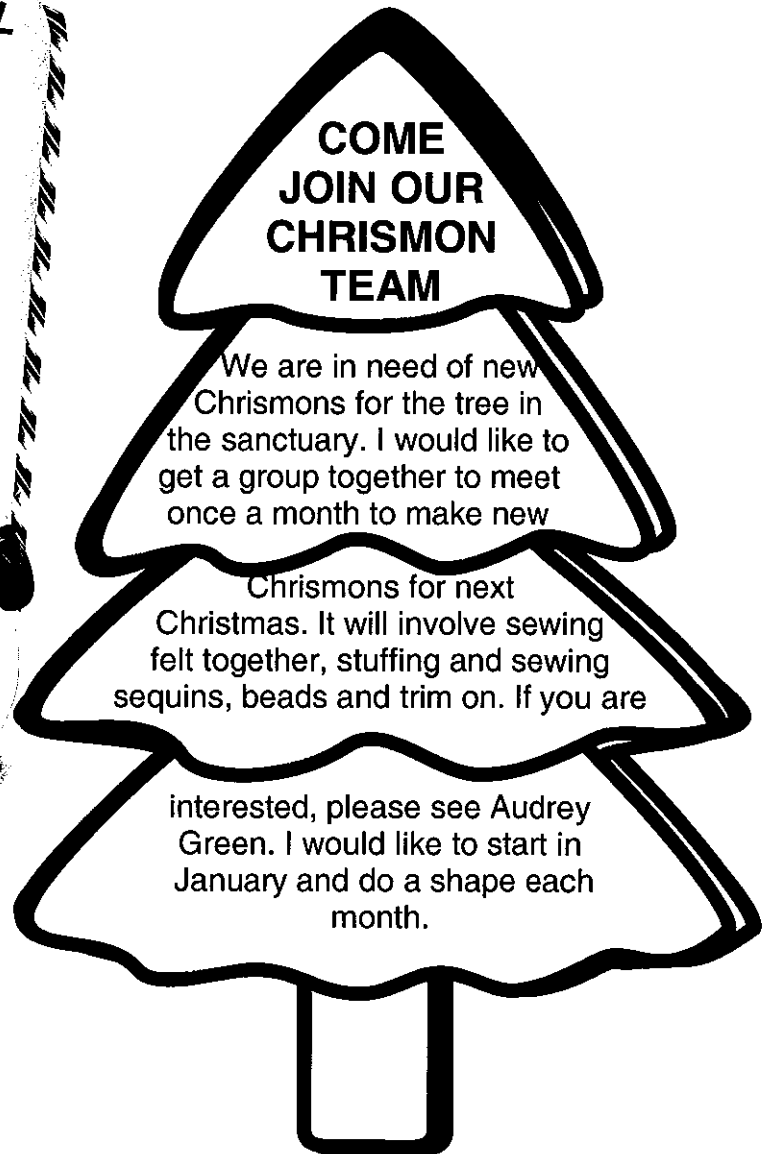 COME
JOIN OUR
CHRISMON
TEAM
We are in need of new
Chrismons for the tree in
the sanctuary. I would like to
get a group together to meet
once a month to make new
Chrismons for next
Christmas. It will involve sewing
felt together, stuffing and sewing
sequins, beads and trim on. If you are
interested, please see Audrey
Green. I would like to start in
January and do a shape each
month.